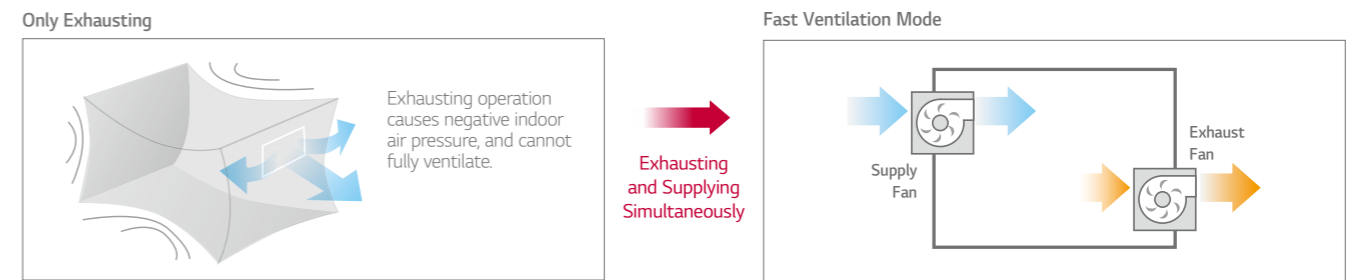 Only Exhausting
Exhausting operation
causes negative indoor
air pressure, and cannot
fully ventilate.
Exhausting
and Supplying
Simultaneously
Fast Ventilation Mode
Supply
Fan
Exhaust
Fan